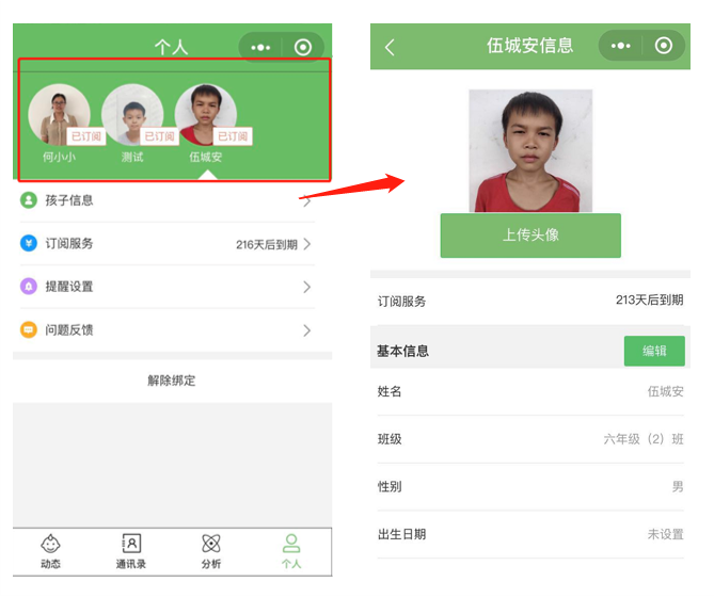 个人
已订阅
已订阅
已订阅
何小小
测试
伍城安
孩子信息
订阅服务 216天后到期
提醒设置
问题反馈
解除绑定
动态
通讯录
分析
个人
伍城安信息
上传头像
订阅服务 213天后到期
基本信息 编辑
姓名 伍城安
班级 六年级（2）班
性别 男
出生日期 未设置